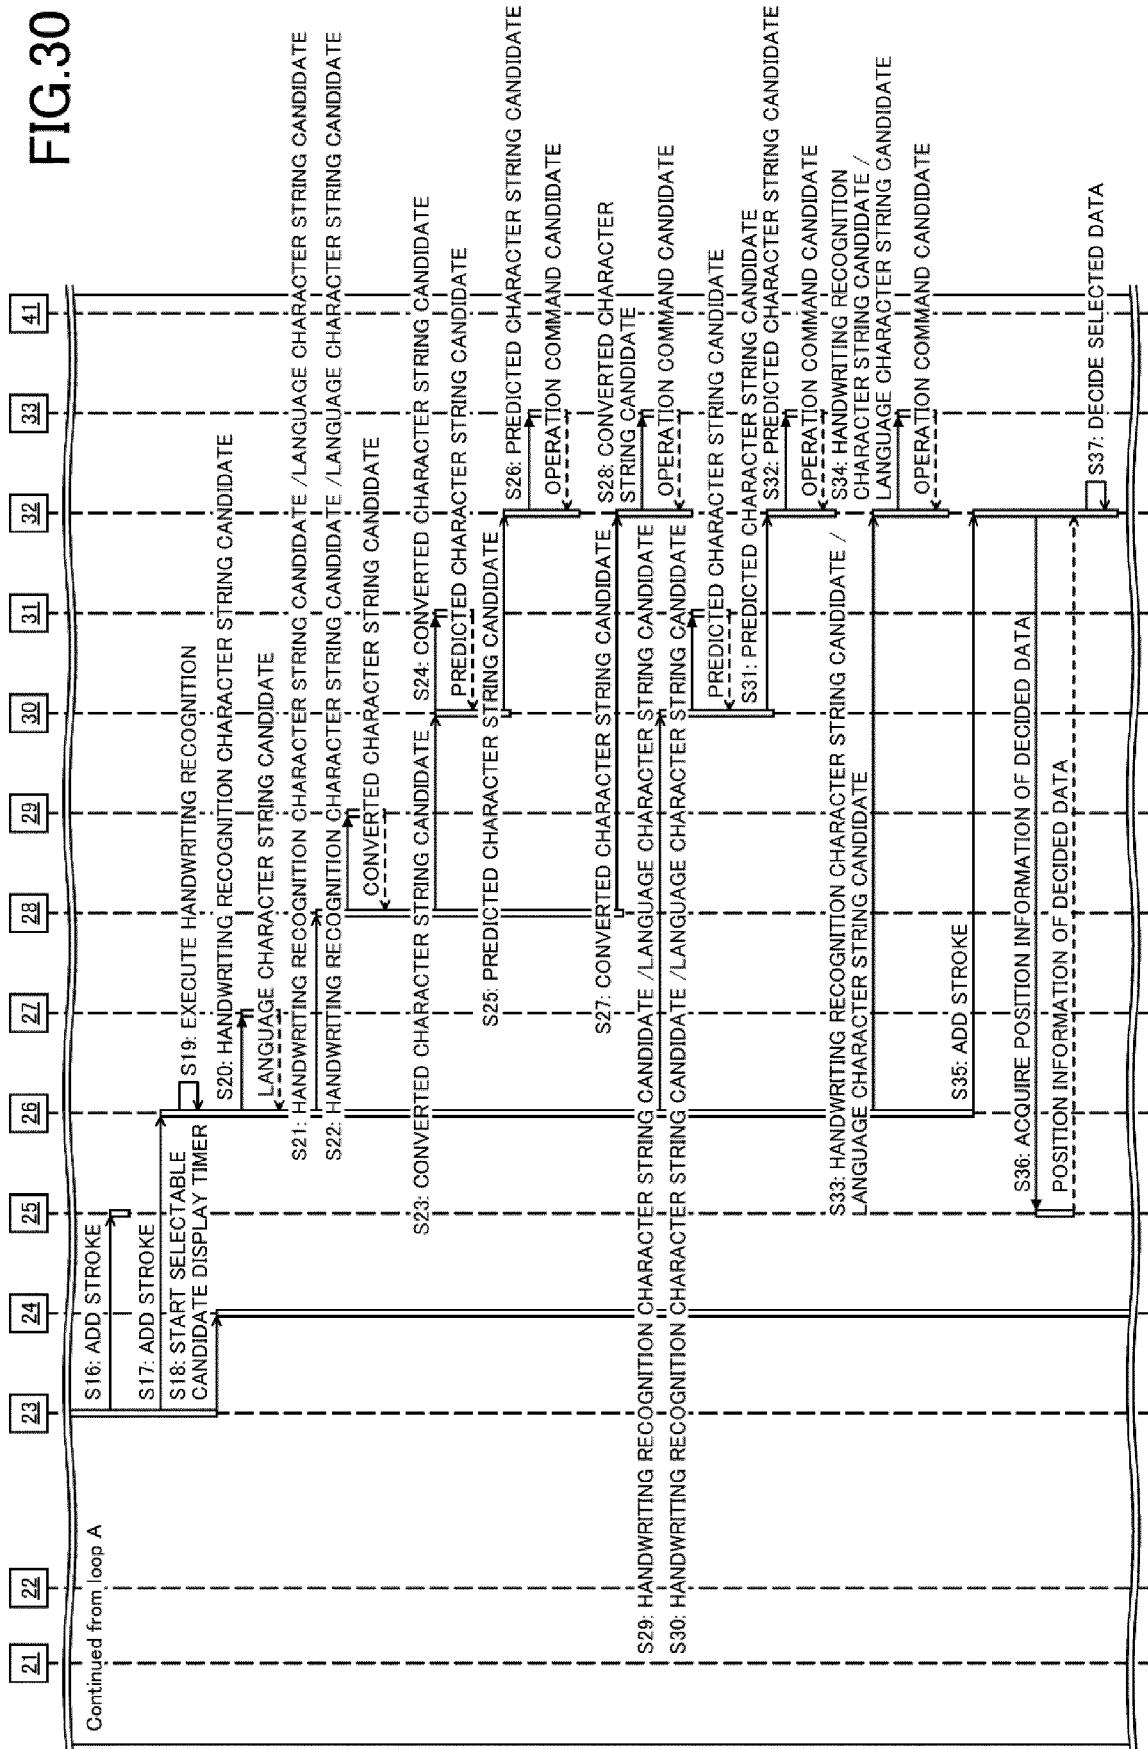 FIG.30
21
22
23
24
25
26
27
28
29
30
31
32
33
41
Continued from loop A
S16: ADD STROKE
S17: ADD STROKE
S18: START SELECTABLE
CANDIDATE DISPLAY TIMER
S19: EXECUTE HANDWRITING RECOGNITION
S20: HANDWRITING RECOGNITION CHARACTER STRING CANDIDATE
LANGUAGE CHARACTER STRING CANDIDATE
S21: HANDWRITING RECOGNITION CHARACTER STRING CANDIDATE /LANGUAGE CHARACTER STRING CANDIDATE
S22: HANDWRITING RECOGNITION CHARACTER STRING CANDIDATE /LANGUAGE CHARACTER STRING CANDIDATE
CONVERTED CHARACTER STRING CANDIDATE
S23: CONVERTED CHARACTER STRING CANDIDATE
S24: CONVERTED CHARACTER STRING CANDIDATE
PREDICTED CHARACTER STRING CANDIDATE
S25: PREDICTED CHARACTER STRING CANDIDATE
S26: PREDICTED CHARACTER STRING CANDIDATE
OPERATION COMMAND CANDIDATE
S27: CONVERTED CHARACTER STRING CANDIDATE
S28: CONVERTED CHARACTER
STRING CANDIDATE
OPERATION COMMAND CANDIDATE
S29: HANDWRITING RECOGNITION CHARACTER STRING CANDIDATE /LANGUAGE CHARACTER STRING CANDIDATE
S30: HANDWRITING RECOGNITION CHARACTER STRING CANDIDATE /LANGUAGE CHARACTER STRING CANDIDATE
PREDICTED CHARACTER STRING CANDIDATE
S31: PREDICTED CHARACTER STRING CANDIDATE
S32: PREDICTED CHARACTER STRING CANDIDATE
OPERATION COMMAND CANDIDATE
S33: HANDWRITING RECOGNITION CHARACTER STRING CANDIDATE /
LANGUAGE CHARACTER STRING CANDIDATE
S34: HANDWRITING RECOGNITION
CHARACTER STRING CANDIDATE /
LANGUAGE CHARACTER STRING CANDIDATE
OPERATION COMMAND CANDIDATE
S35: ADD STROKE
S36: ACQUIRE POSITION INFORMATION OF DECIDED DATA
POSITION INFORMATION OF DECIDED DATA
S37: DECIDE SELECTED DATA